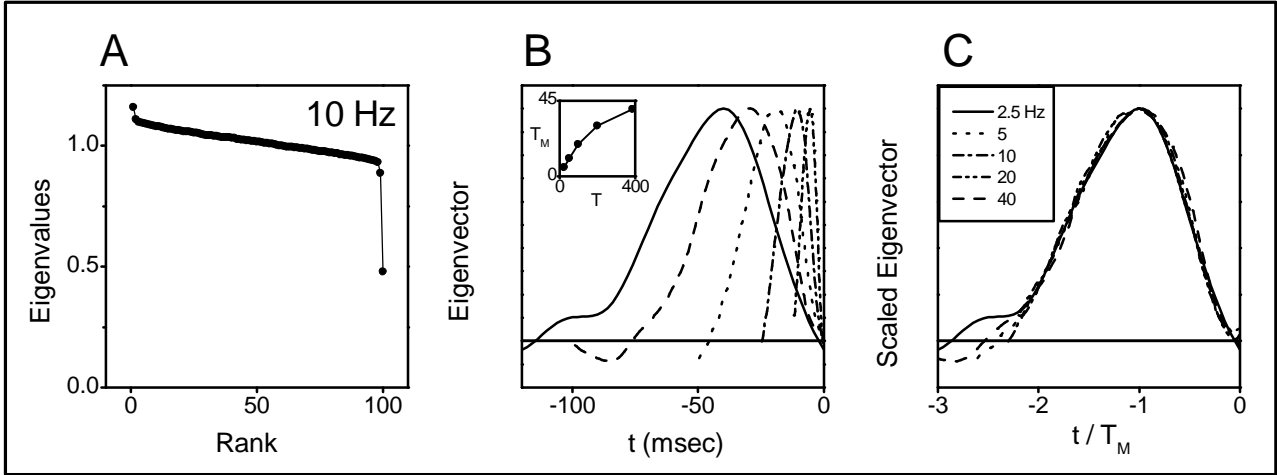 A
10 Hz
1.0
0.5
0.0
Eigenvalues
0
50
100
Rank
B
45
T_M
0
0
400
T
Eigenvector
-100
-50
0
t (msec)
C
2.5 Hz
5
10
20
40
Scaled Eigenvector
-3
-2
-1
0
t / T_M